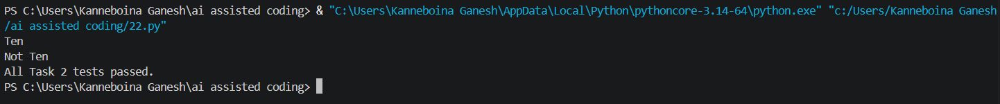 PS C:\Users\Kanneboina Ganesh\ai assisted coding> & "C:\Users\Kanneboina Ganesh\AppData\Local\Python\pythoncore-3.14-64\python.exe" "c:/Users/Kanneboina Ganesh
/ai assisted coding/22.py"
Ten
Not Ten
All Task 2 tests passed.
PS C:\Users\Kanneboina Ganesh\ai assisted coding>